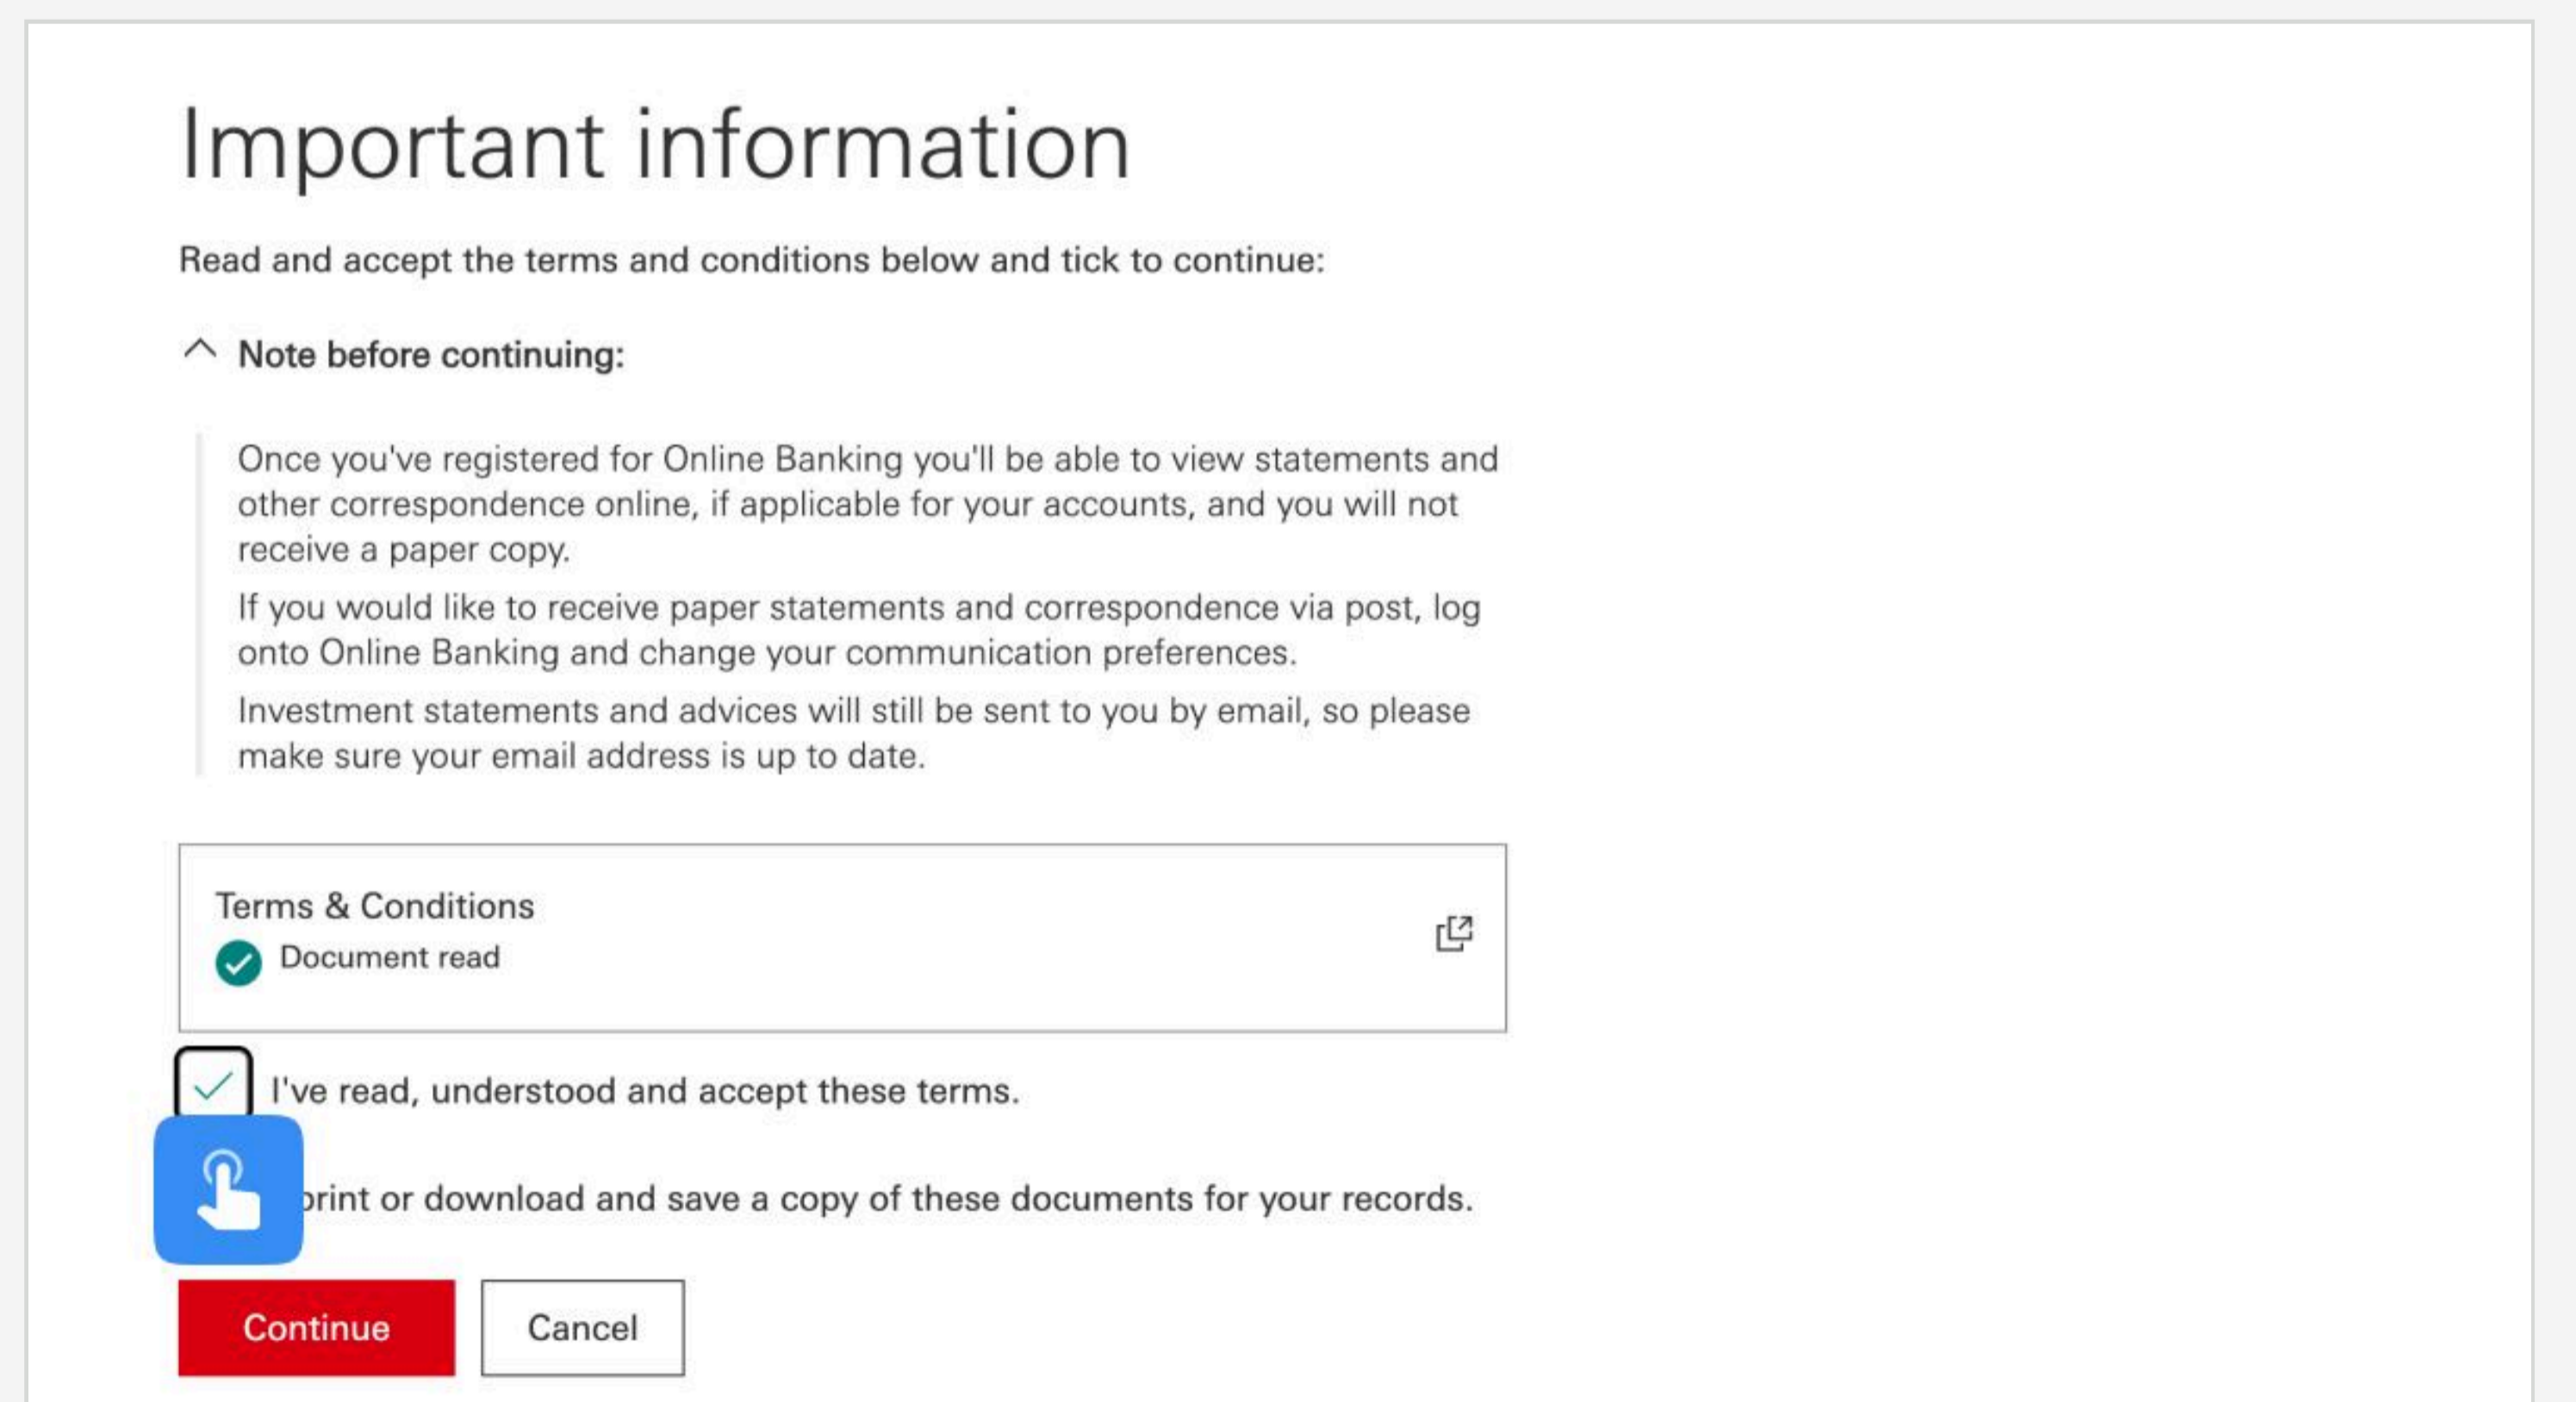 Important information
Read and accept the terms and conditions below and tick to continue:
Note before continuing:
Once you've registered for Online Banking you'll be able to view statements and
other correspondence online, if applicable for your accounts, and you will not
receive a paper copy.
If you would like to receive paper statements and correspondence via post, log
onto Online Banking and change your communication preferences.
Investment statements and advices will still be sent to you by email, so please
make sure your email address is up to date.
Terms & Conditions
Document read
I've read, understood and accept these terms.
print or download and save a copy of these documents for your records.
Continue
Cancel